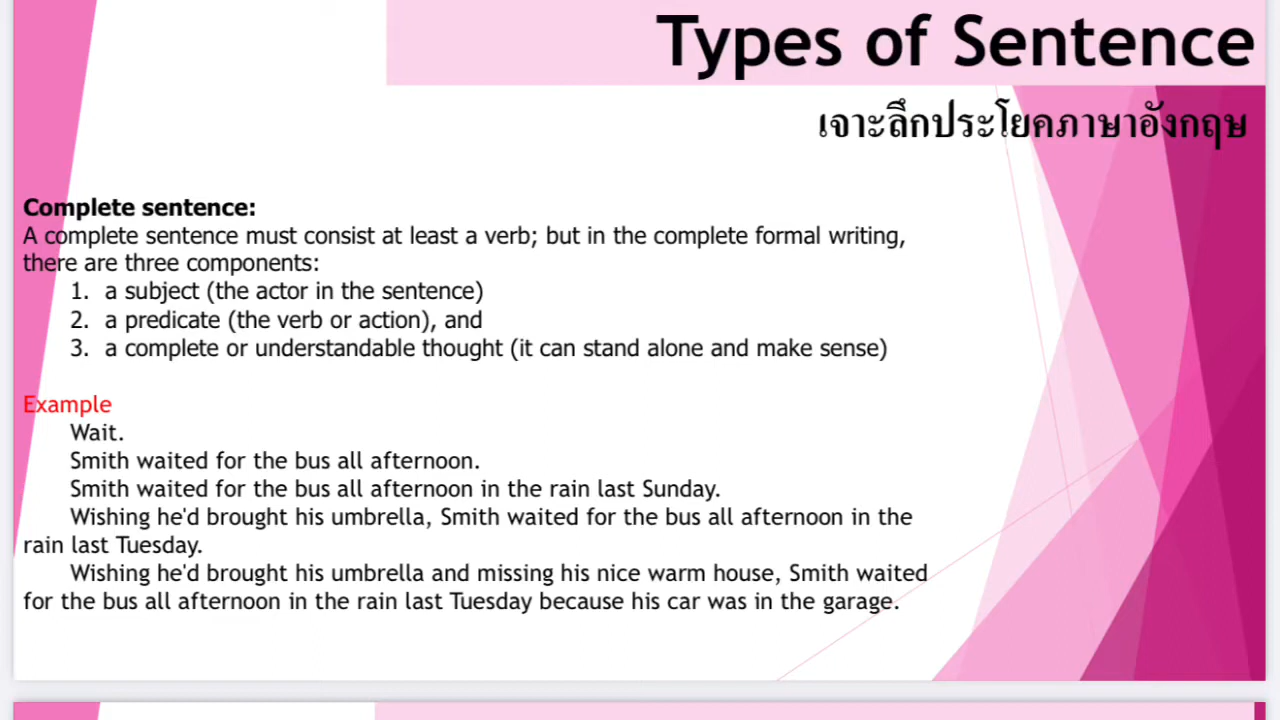 Types of Sentence
เจาะลึกประโยคภาษาอังกฤษ
Complete sentence:
A complete sentence must consist at least a verb; but in the complete formal writing,
there are three components:
1. a subject (the actor in the sentence)
2. a predicate (the verb or action), and
3. a complete or understandable thought (it can stand alone and make sense)
Example
Wait.
Smith waited for the bus all afternoon.
Smith waited for the bus all afternoon in the rain last Sunday.
Wishing he'd brought his umbrella, Smith waited for the bus all afternoon in the
rain last Tuesday.
Wishing he'd brought his umbrella and missing his nice warm house, Smith waited
for the bus all afternoon in the rain last Tuesday because his car was in the garage.